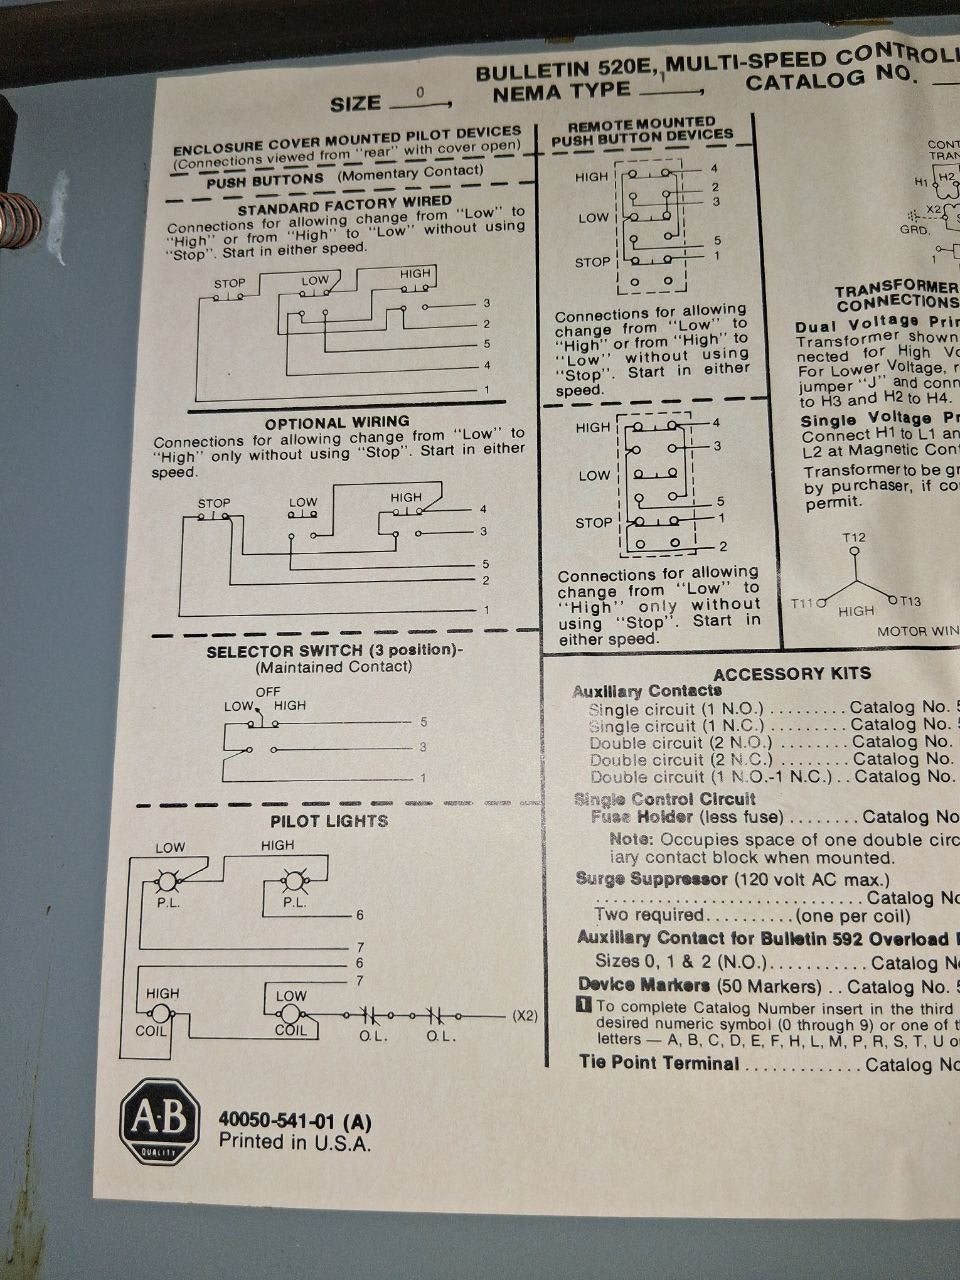 BULLETIN 520E, MULTI-SPEED CONTROLL
SIZE 0, NEMA TYPE 1, CATALOG NO.
ENCLOSURE COVER MOUNTED PILOT DEVICES
(Connections viewed from "rear" with cover open)
PUSH BUTTONS (Momentary Contact)
STANDARD FACTORY WIRED
Connections for allowing change from "Low" to
"High" or from "High" to "Low" without using
"Stop". Start in either speed.
STOP LOW HIGH
3
2
5
4
1
OPTIONAL WIRING
Connections for allowing change from "Low" to
"High" only without using "Stop". Start in either
speed.
STOP LOW HIGH
4
3
5
2
1
SELECTOR SWITCH (3 position)-
(Maintained Contact)
OFF
LOW HIGH
5
3
1
PILOT LIGHTS
LOW HIGH
P.L. P.L.
6
7
6
7
HIGH LOW
COIL COIL
O.L. O.L.
(X2)
A-B
QUALITY
40050-541-01 (A)
Printed in U.S.A.
REMOTE MOUNTED
PUSH BUTTON DEVICES
HIGH 4
2
LOW 3
5
STOP 1
Connections for allowing
change from "Low" to
"High" or from "High" to
"Low" without using
"Stop". Start in either
speed.
HIGH 4
3
LOW
5
STOP 1
2
Connections for allowing
change from "Low" to
"High" only without
using "Stop". Start in
either speed.
CONT
TRAN
H1 H2
X2
GRD.
1
TRANSFORMER
CONNECTIONS
Dual Voltage Prin
Transformer shown
nected for High Vo
For Lower Voltage, r
jumper "J" and conn
to H3 and H2 to H4.
Single Voltage Pr
Connect H1 to L1 an
L2 at Magnetic Cont
Transformer to be gr
by purchaser, if co
permit.
T12
T11 T13
HIGH
MOTOR WIN
ACCESSORY KITS
Auxiliary Contacts
Single circuit (1 N.O.) ......... Catalog No. 5
Single circuit (1 N.C.) ......... Catalog No. 5
Double circuit (2 N.O.) ........ Catalog No.
Double circuit (2 N.C.) ........ Catalog No.
Double circuit (1 N.O.-1 N.C.) .. Catalog No.
Single Control Circuit
Fuse Holder (less fuse) ........ Catalog No
Note: Occupies space of one double circ
iary contact block when mounted.
Surge Suppressor (120 volt AC max.)
............................ Catalog No
Two required.......... (one per coil)
Auxiliary Contact for Bulletin 592 Overload
Sizes 0, 1 & 2 (N.O.)........... Catalog N
Device Markers (50 Markers) .. Catalog No. 5
1 To complete Catalog Number insert in the third
desired numeric symbol (0 through 9) or one of t
letters — A, B, C, D, E, F, H, L, M, P, R, S, T, U o
Tie Point Terminal ............. Catalog No